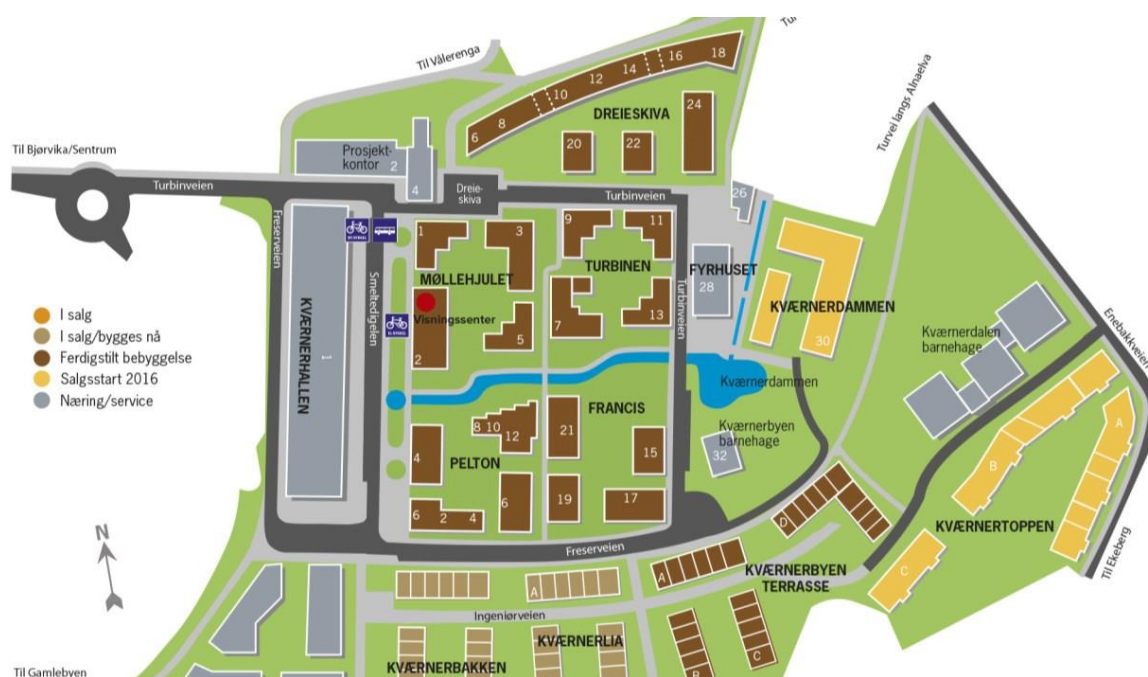 Til Vålerenga
6
8
10
12
14
16
18
DREIESKIVA
20
22
24
Turvei langs Alnaelva
Til Bjørvika/Sentrum
Prosjekt-
kontor
2
4
Turbinveien
Dreie-
skiva
Turbinveien
26
Freserveien
Smeltedigelen
BY-SYKKEL
1
3
MØLLEHJULET
9
11
TURBINEN
Turbinveien
FYRHUSET
28
KVÆRNERDAMMEN
30
Enebakkveien
KVÆRNERHALLEN
1
Visningssenter
2
5
7
13
Kværnerdalen
barnehage
I salg
I salg/bygges nå
Ferdigstilt bebyggelse
Salgsstart 2016
Næring/service
Kværnerdammen
FRANCIS
8
10
12
21
15
Kværnerbyen
barnehage
32
4
PELTON
6
19
17
6
2
4
A
B
KVÆRNERTOPPEN
C
Til Ekeberg
D
N
Freserveien
A
A
KVÆRNERBYEN
TERRASSE
Ingeniørveien
KVÆRNERLIA
KVÆRNERBAKKEN
B
C
Til Gamlebyen